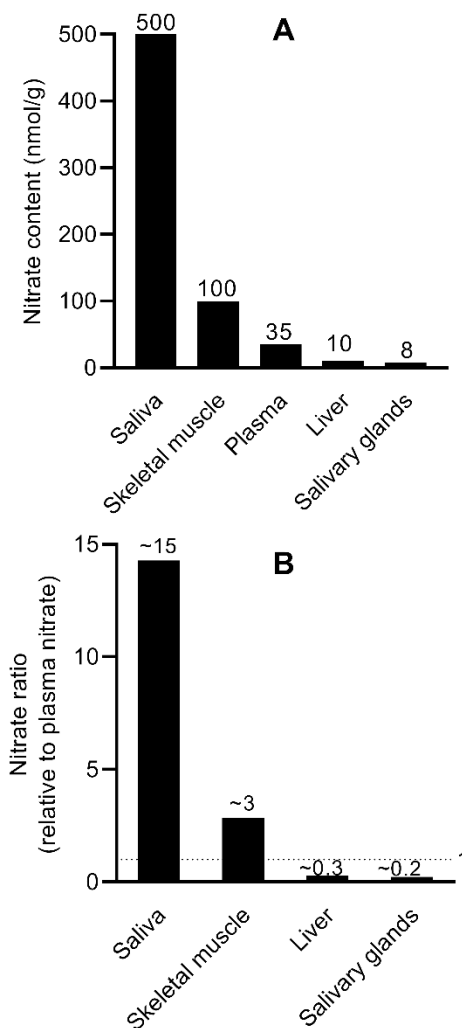 A
Nitrate content (nmol/g)
500
400
300
200
100
0
500
100
35
10
8
Saliva
Skeletal muscle
Plasma
Liver
Salivary glands
B
Nitrate ratio
(relative to plasma nitrate)
15
10
5
0
~15
~3
~0.3
~0.2
Saliva
Skeletal muscle
Liver
Salivary glands